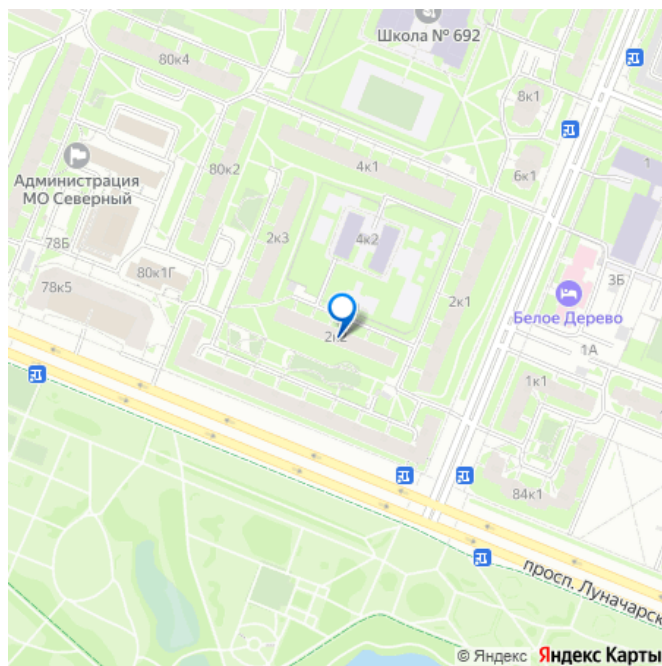 Школа № 692
80к4
8к1
Администрация
МО Северный
80к2
4к1
6к1
1
78Б
2к3
4к2
80к1Г
3Б
78к5
2к1
Белое Дерево
2к2
1А
1к1
84к1
просп. Луначарск
© Яндекс Яндекс Карты